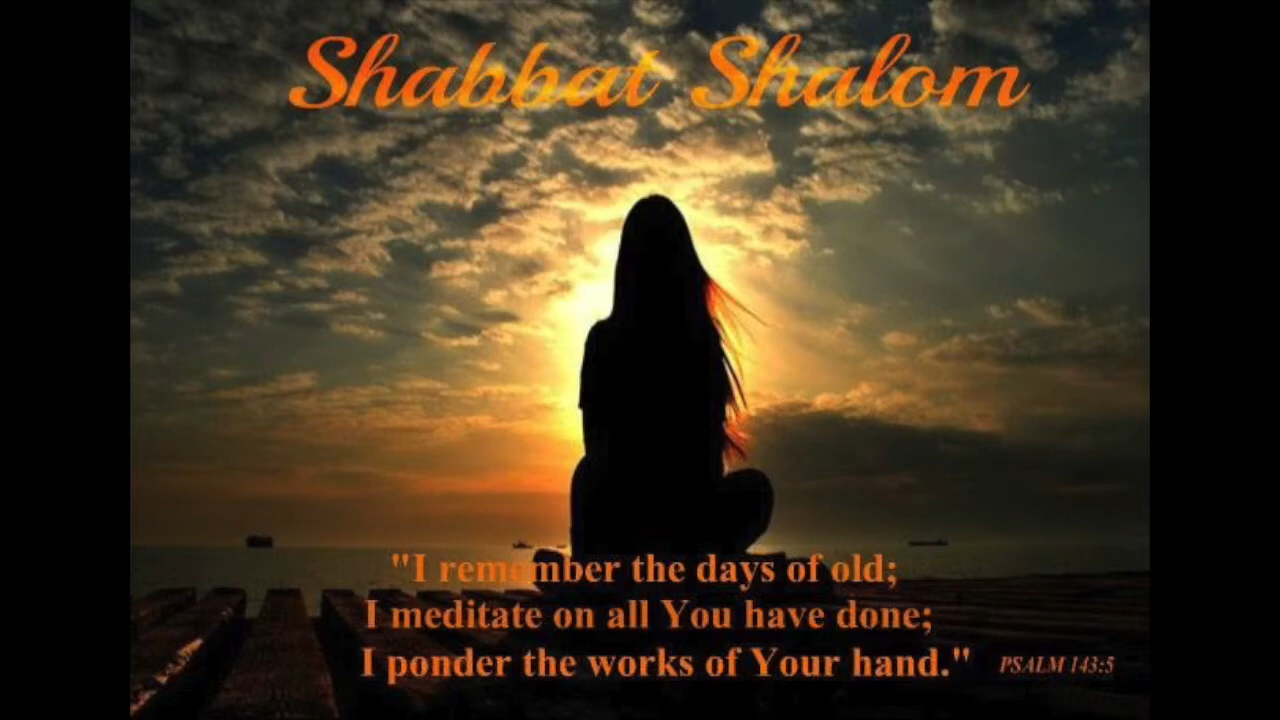 Shabbat Shalom
"I remember the days of old;
I meditate on all You have done;
I ponder the works of Your hand."
PSALM 143:5